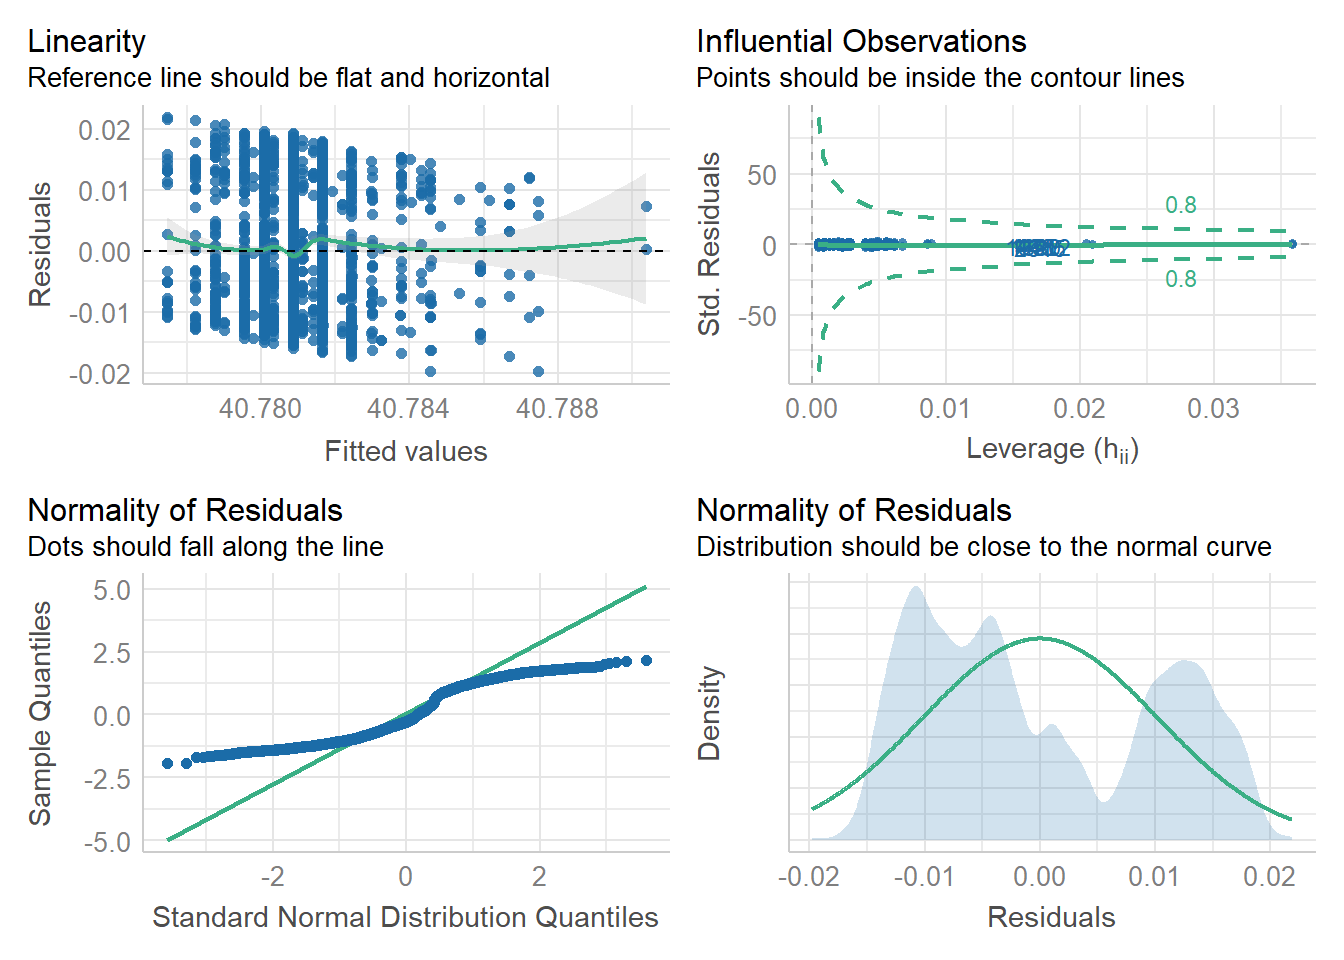 Linearity
Reference line should be flat and horizontal
0.02
0.01
0.00
-0.01
-0.02
Residuals
40.780
40.784
40.788
Fitted values
Influential Observations
Points should be inside the contour lines
50
0
-50
Std. Residuals
0.8
0.8
0.00
0.01
0.02
0.03
Leverage (hii)
Normality of Residuals
Dots should fall along the line
5.0
2.5
0.0
-2.5
-5.0
Sample Quantiles
-2
0
2
Standard Normal Distribution Quantiles
Normality of Residuals
Distribution should be close to the normal curve
Density
-0.02
-0.01
0.00
0.01
0.02
Residuals